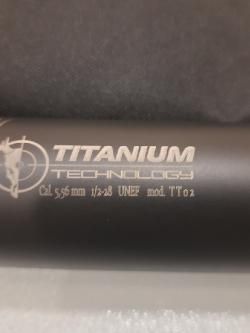 TITANIUM
TECHNOLOGY
Cal. 5,56 mm 1/2-28 UNEF mod. TT02